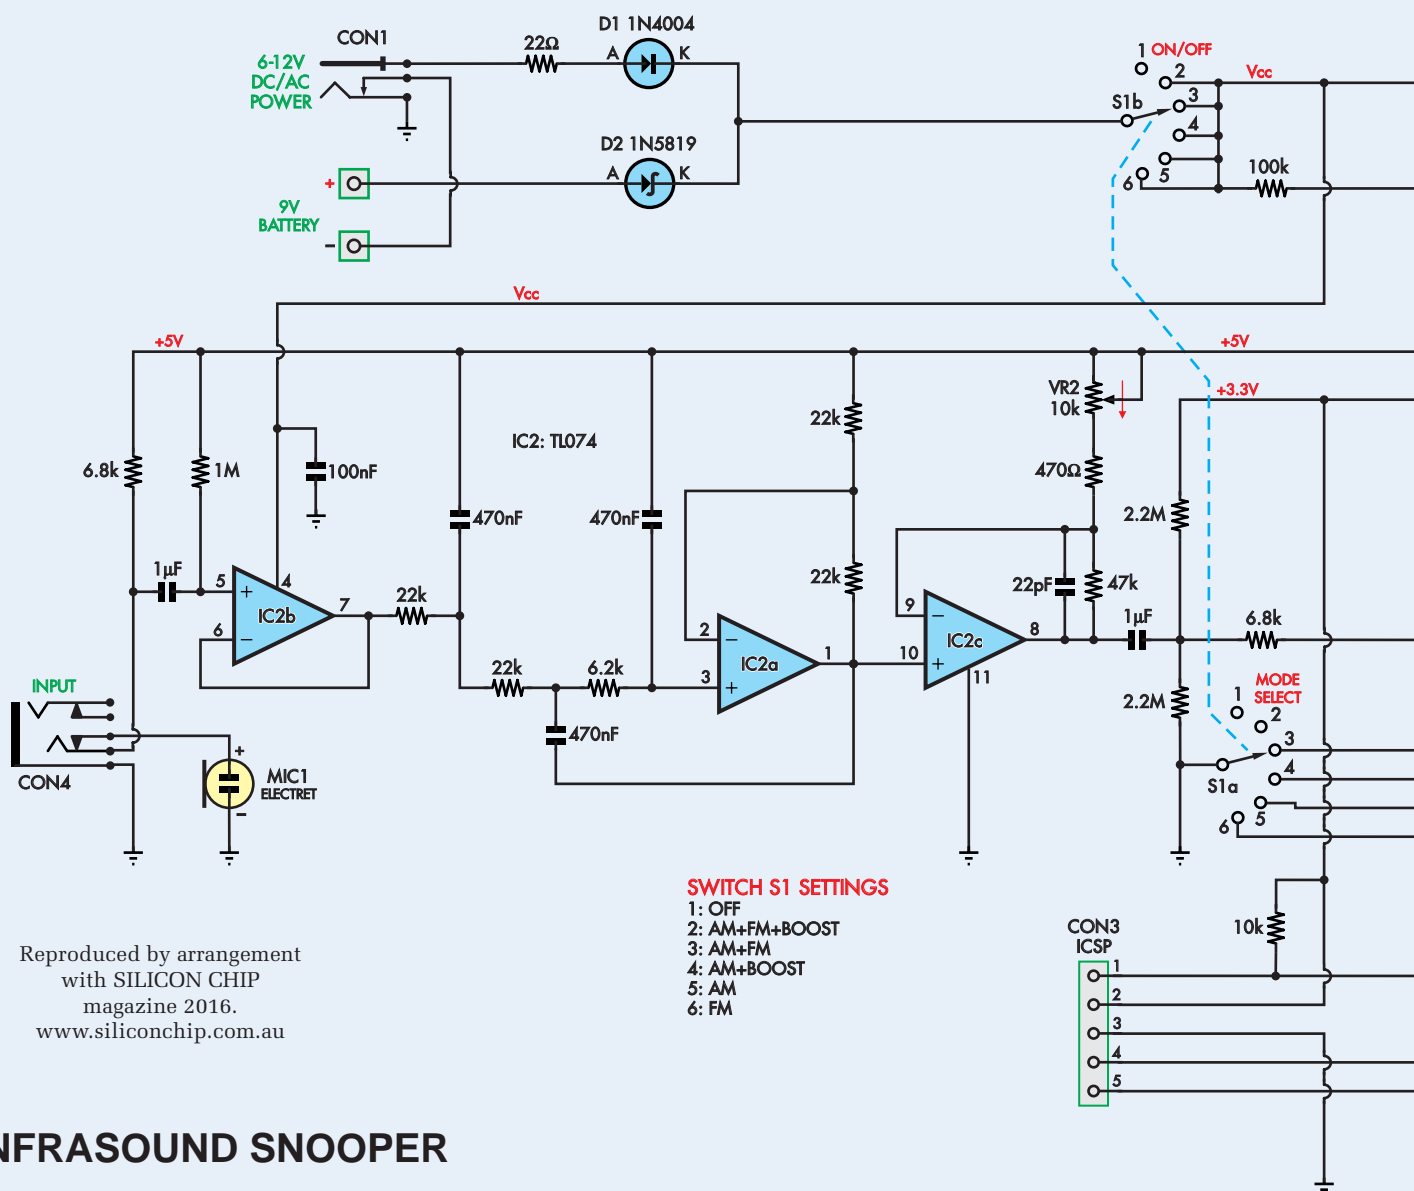 D1 1N4004
CON1
22Ω
A
K
6-12V
DC/AC
POWER
1 ON/OFF
2
Vcc
3
S1b
4
5
6
100k
D2 1N5819
A
K
+
9V
BATTERY
–
Vcc
+5V
+5V
+3.3V
VR2
10k
22k
IC2: TL074
6.8k
1M
100nF
470Ω
470nF
470nF
2.2M
1µF
5
+
4
IC2b
7
6
–
22k
22k
22pF
47k
9
–
IC2c
8
10
+
11
1µF
6.8k
2
–
IC2a
1
3
+
22k
6.2k
470nF
2.2M
INPUT
CON4
+
MIC1
ELECTRET
–
MODE
SELECT
1
2
3
4
5
6
S1a
SWITCH S1 SETTINGS
1: OFF
2: AM+FM+BOOST
3: AM+FM
4: AM+BOOST
5: AM
6: FM
Reproduced by arrangement
with SILICON CHIP
magazine 2016.
www.siliconchip.com.au
10k
CON3
ICSP
1
2
3
4
5
NFRASOUND SNOOPER